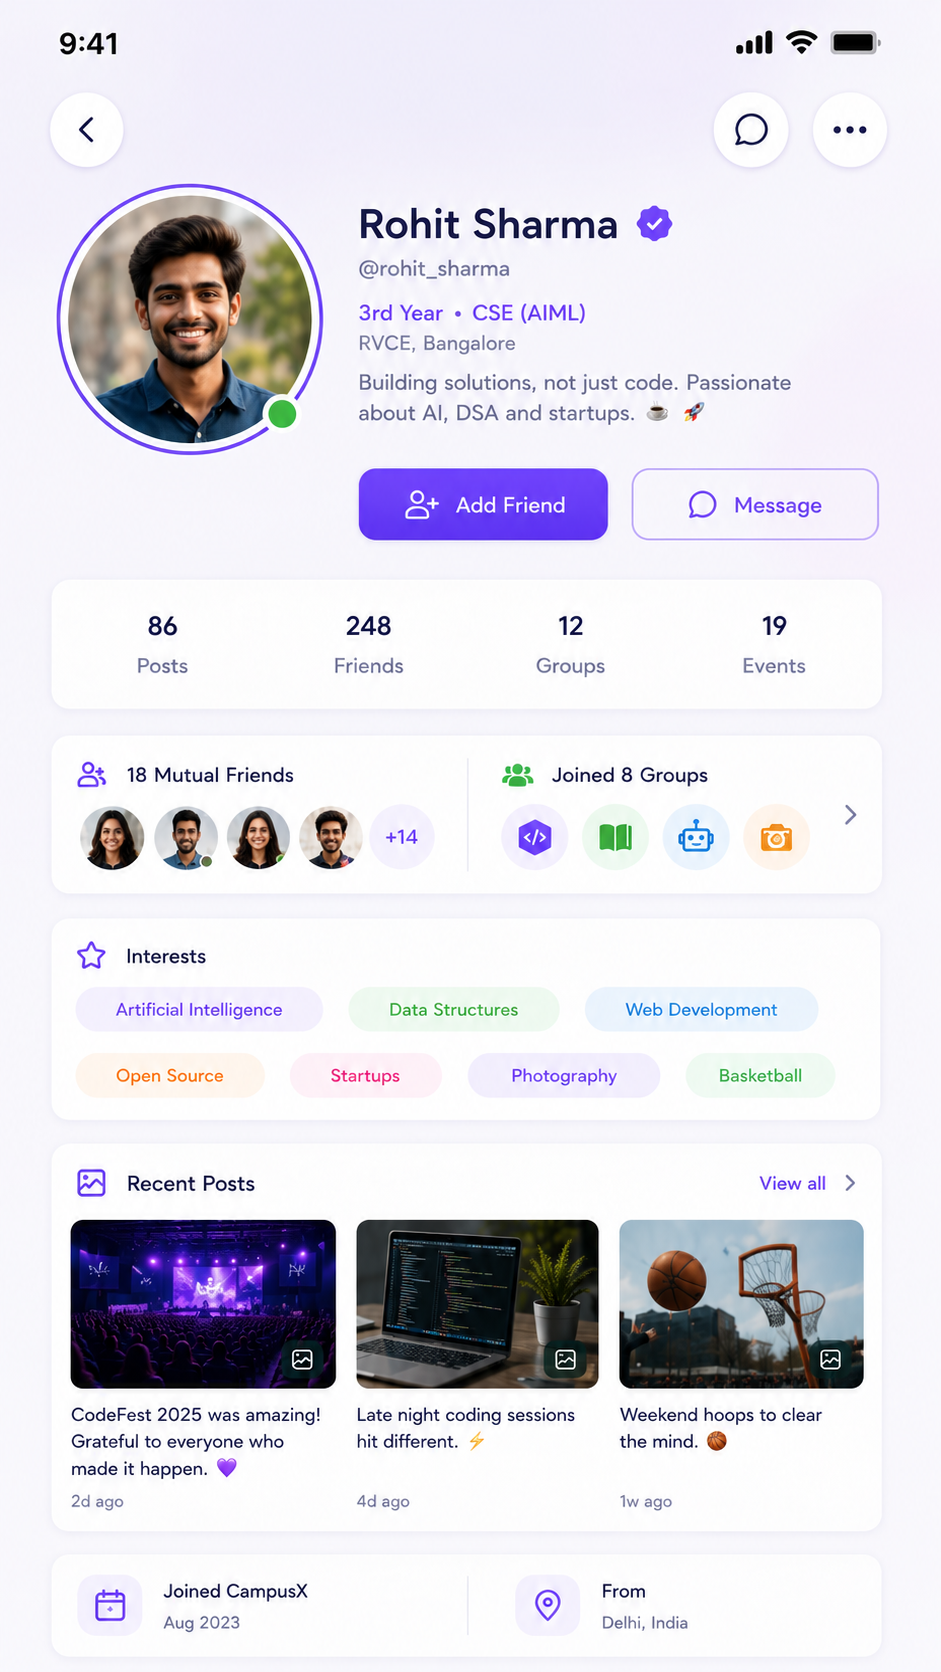 9:41
Rohit Sharma
@rohit_sharma
3rd Year • CSE (AIML)
RVCE, Bangalore
Building solutions, not just code. Passionate
about AI, DSA and startups. ☕ 🚀
Add Friend
Message
86
Posts
248
Friends
12
Groups
19
Events
18 Mutual Friends
+14
Joined 8 Groups
Interests
Artificial Intelligence
Data Structures
Web Development
Open Source
Startups
Photography
Basketball
Recent Posts
View all
CodeFest 2025 was amazing!
Grateful to everyone who
made it happen. 💜
2d ago
Late night coding sessions
hit different. ⚡
4d ago
Weekend hoops to clear
the mind. 🏀
1w ago
Joined CampusX
Aug 2023
From
Delhi, India